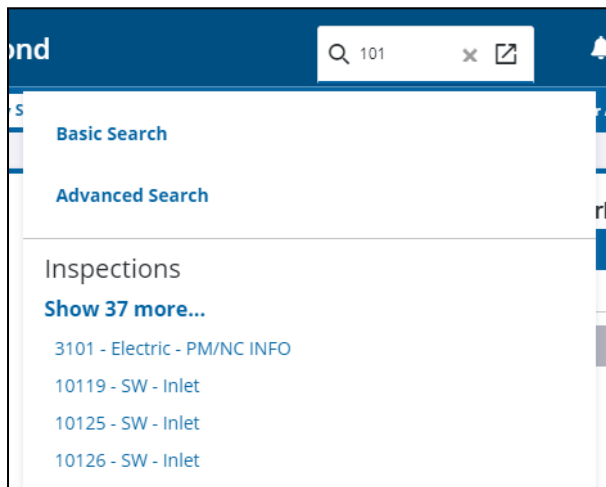 ond
101
S
Basic Search
Advanced Search
Inspections
Show 37 more...
3101 - Electric - PM/NC INFO
10119 - SW - Inlet
10125 - SW - Inlet
10126 - SW - Inlet